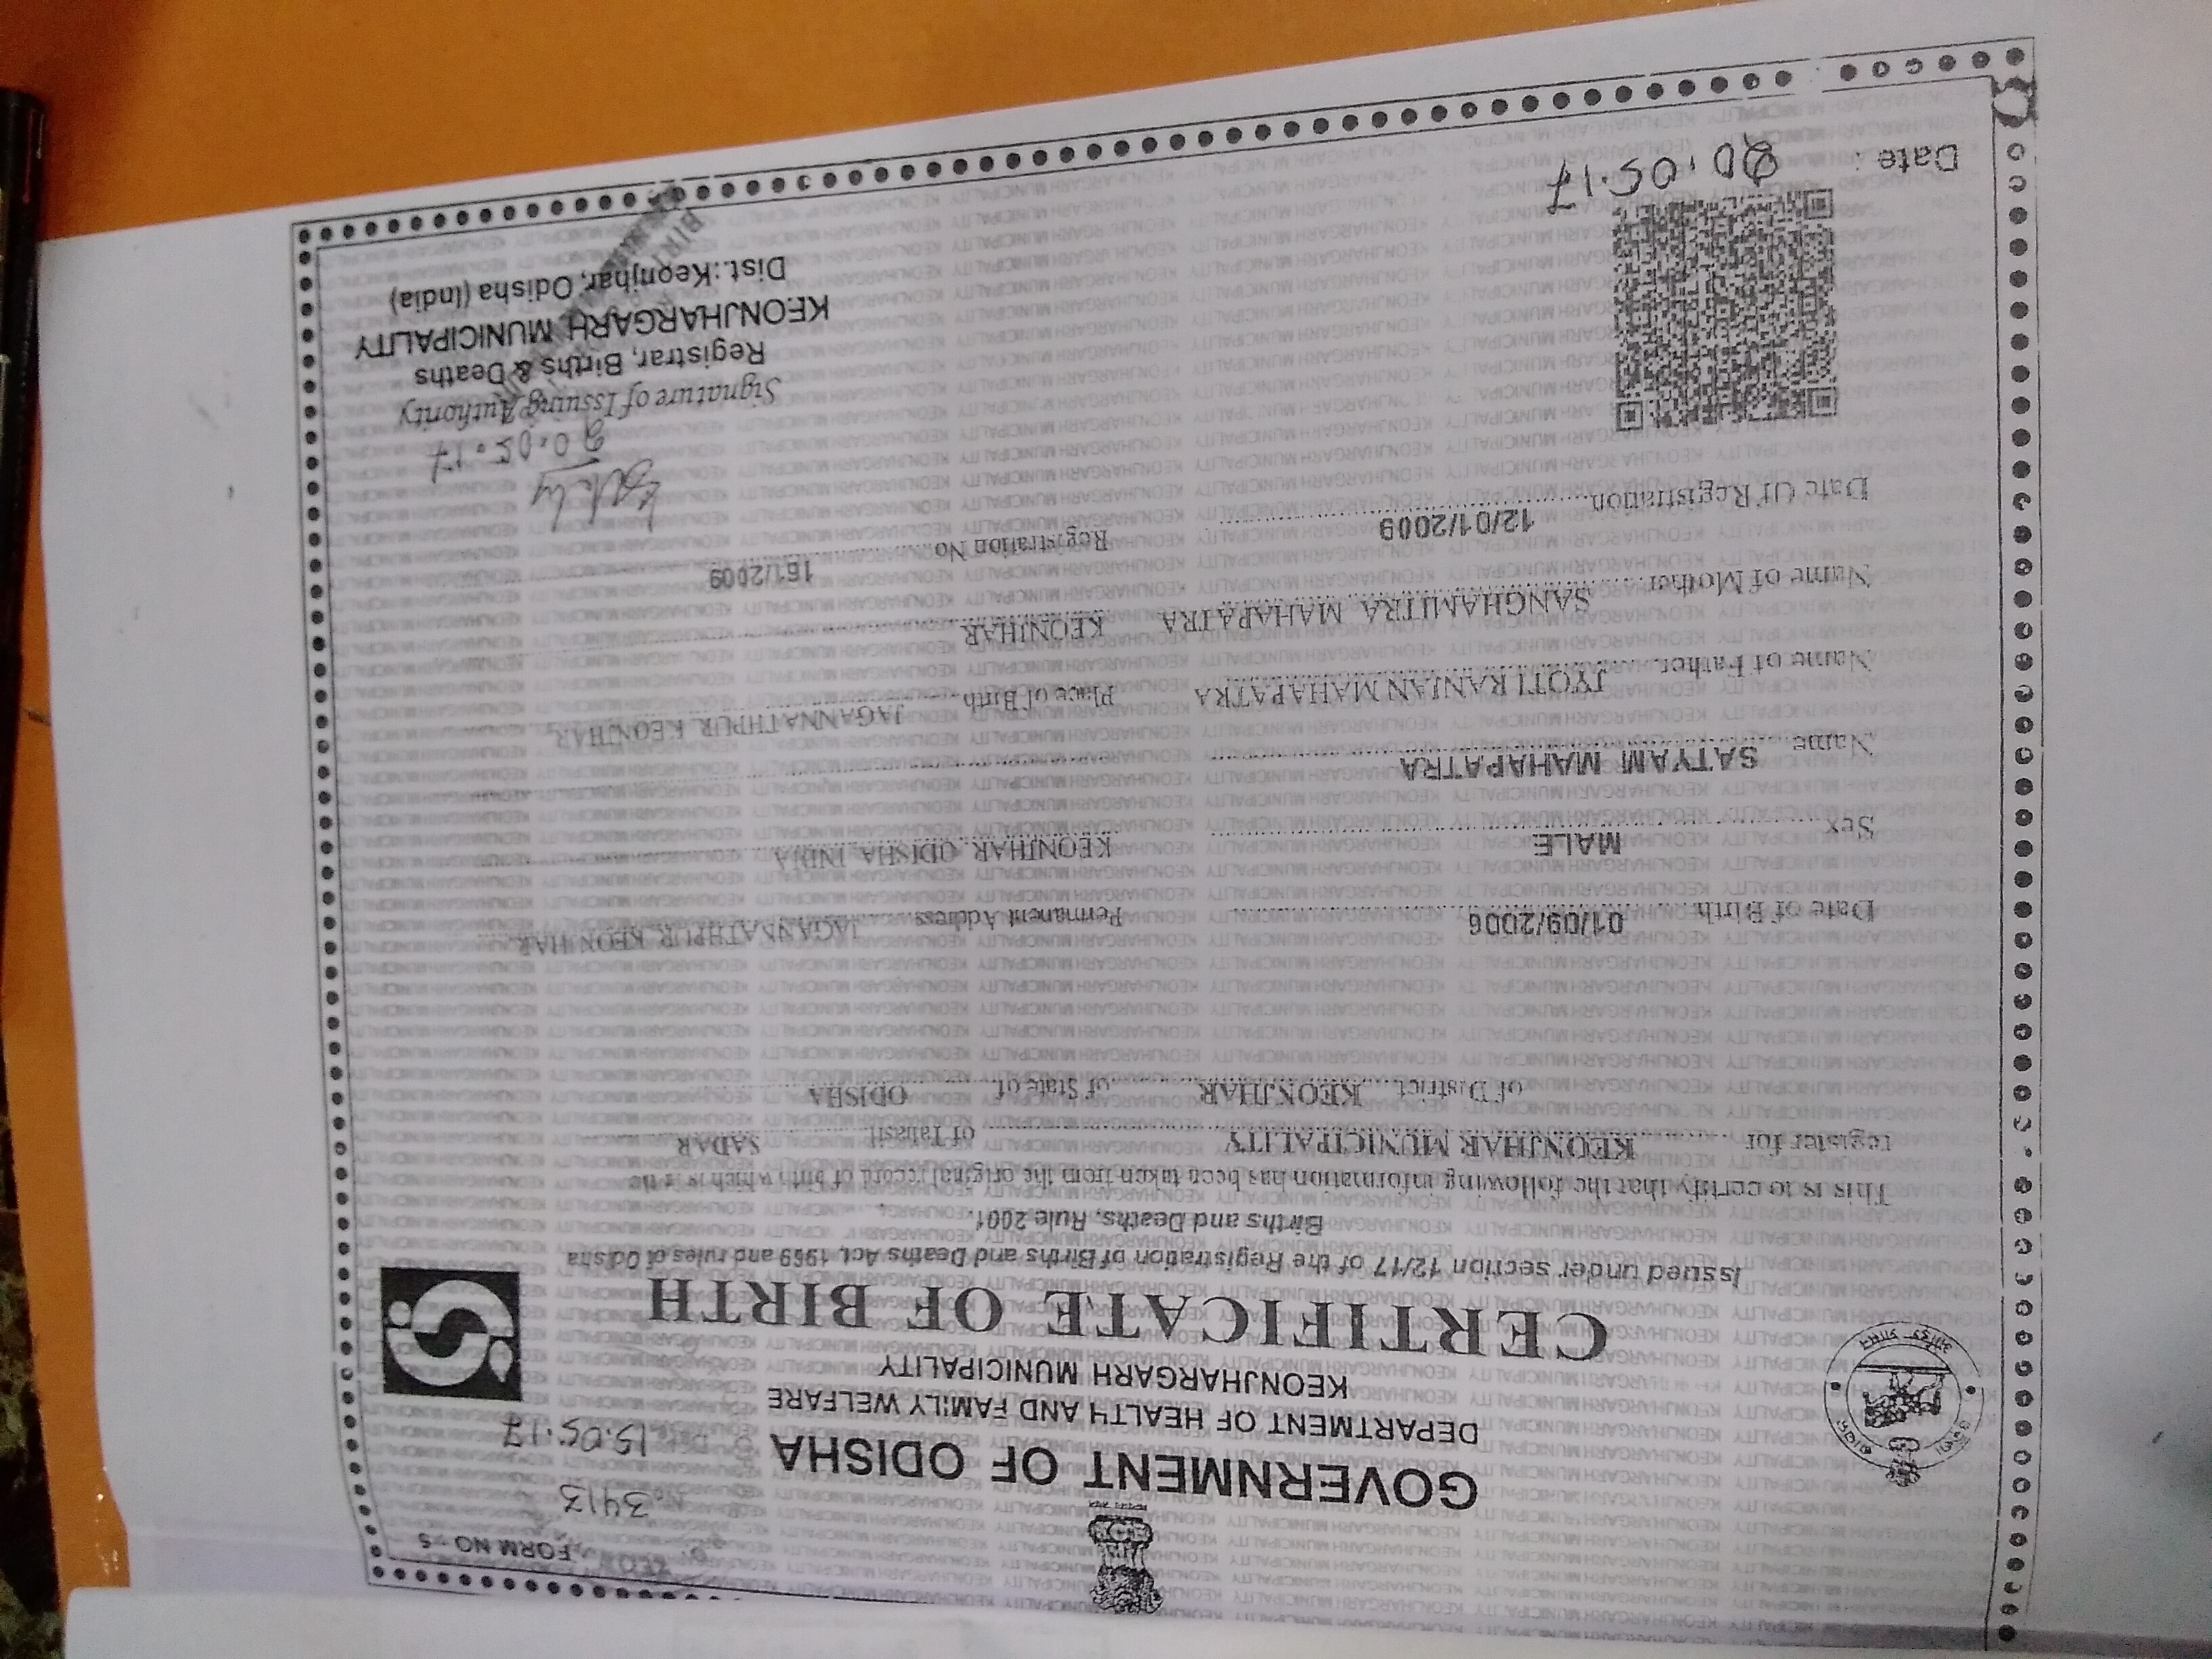 FORM NO - 5
3413
15.05.17
GOVERNMENT OF ODISHA
DEPARTMENT OF HEALTH AND FAMILY WELFARE
KEONJHARGARH MUNICIPALITY
CERTIFICATE OF BIRTH
Issued under section 12/17 of the Registration of Births and Deaths Act, 1969 and rules of Odisha
Births and Deaths, Rule 2001.
This is to certify that the following information has been taken from the original record of birth which is the
register for KEONJHAR MUNICIPALITY of Tahasil SADAR
of District KEONJHAR of State of ODISHA
Date of Birth 01/09/2006 Permanent Address JAGANNATHPUR, KEONJHAR,
Sex MALE KEONJHAR, ODISHA, INDIA
Name SATYAM MAHAPATRA
Name of Father JYOTI RANJAN MAHAPATRA Place of Birth JAGANNATHPUR, KEONJHAR,
Name of Mother SANGHAMITRA MAHAPATRA KEONJHAR
Date Of Registration 12/01/2009 Registration No 161/2009
20.05.17
Signature of Issuing Authority
Registrar, Births & Deaths
KEONJHARGARH MUNICIPALITY
Dist.:Keonjhar, Odisha (India)
Date : 20.05.17